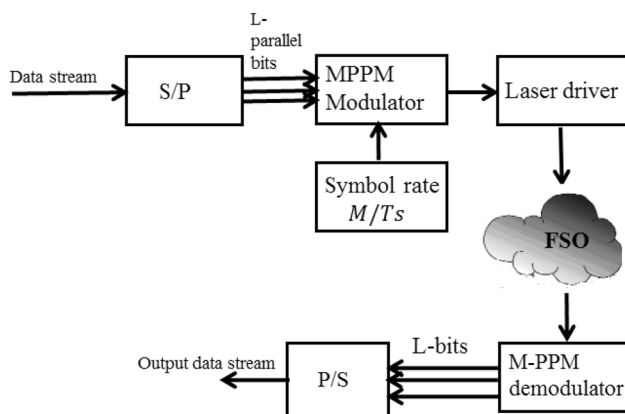 L-
parallel
bits
Data stream
S/P
MPPM
Modulator
Laser driver
Symbol rate
M/Ts
FSO
L-bits
Output data stream
P/S
M-PPM
demodulator